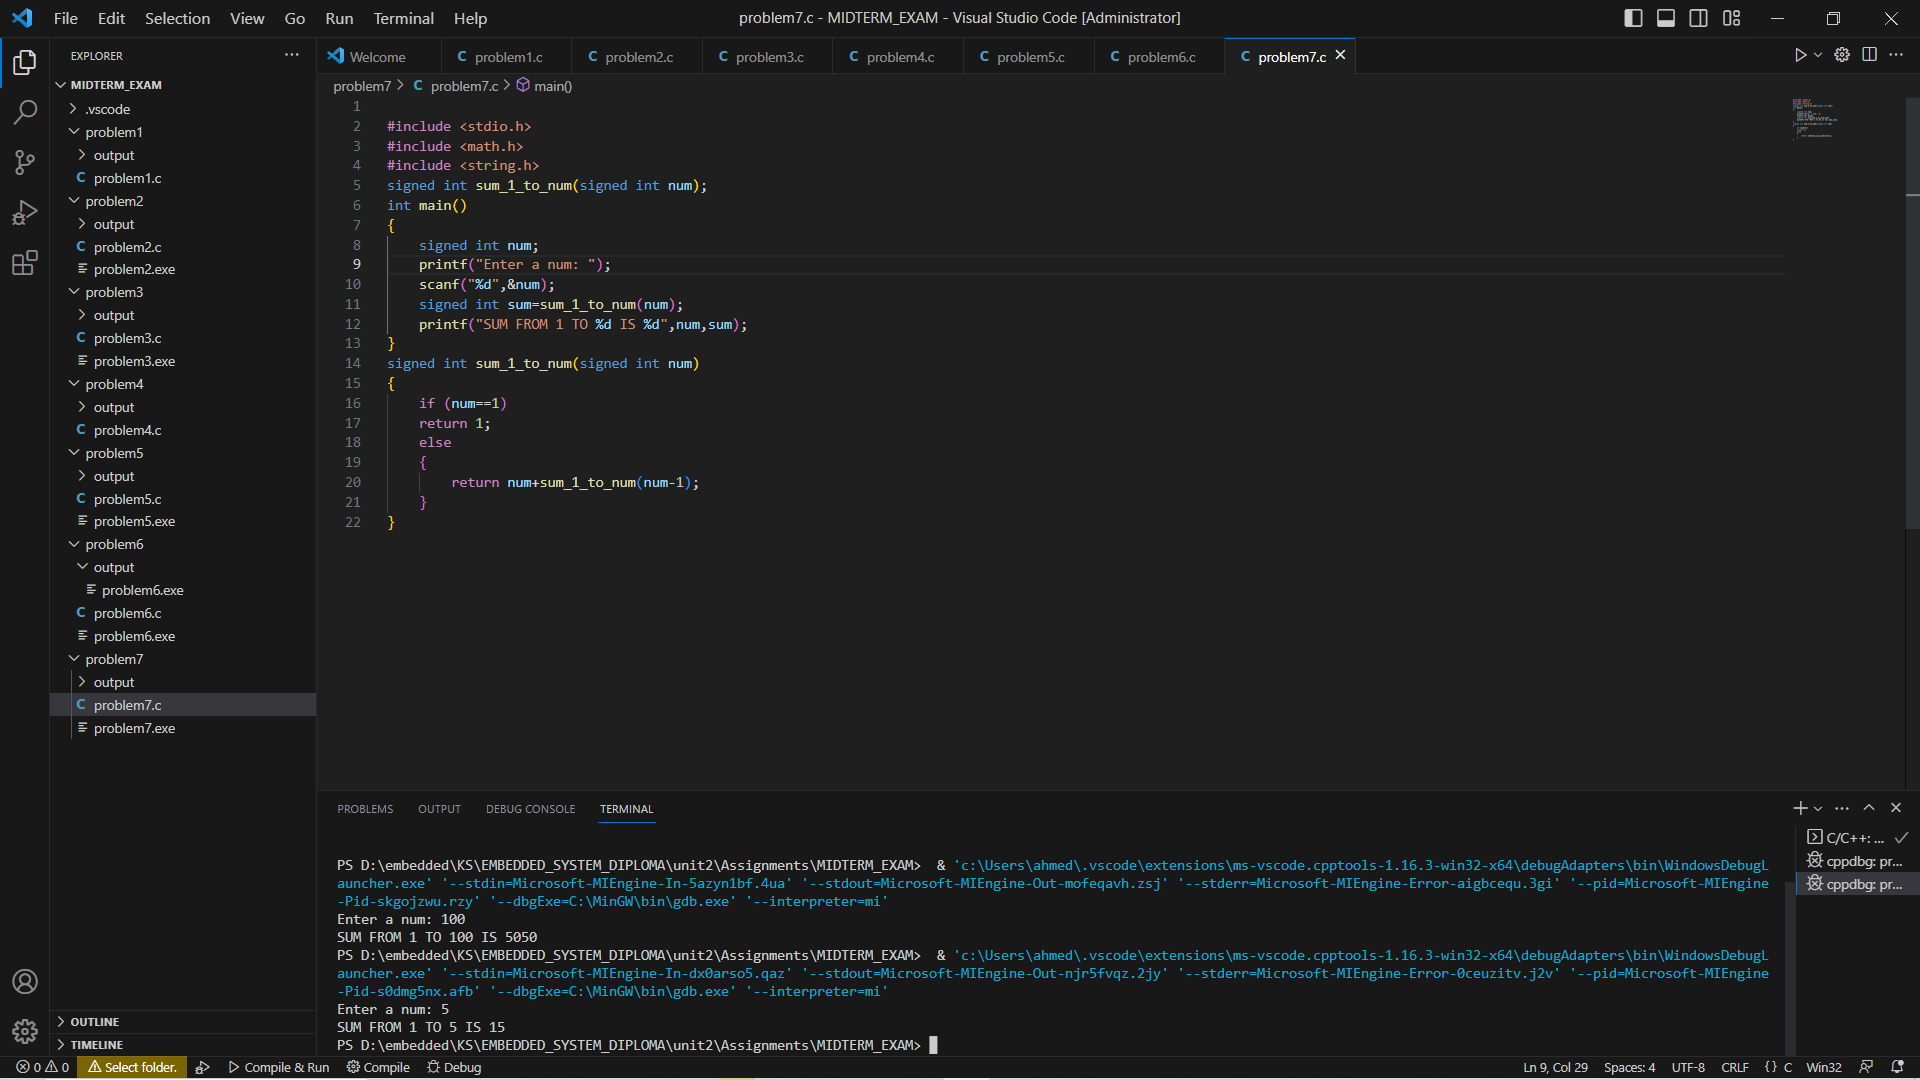 File Edit Selection View Go Run Terminal Help
problem7.c - MIDTERM_EXAM - Visual Studio Code [Administrator]
EXPLORER
MIDTERM_EXAM
.vscode
problem1
output
problem1.c
problem2
output
problem2.c
problem2.exe
problem3
output
problem3.c
problem3.exe
problem4
output
problem4.c
problem5
output
problem5.c
problem5.exe
problem6
output
problem6.exe
problem6.c
problem6.exe
problem7
output
problem7.c
problem7.exe
OUTLINE
TIMELINE
Welcome
C problem1.c
C problem2.c
C problem3.c
C problem4.c
C problem5.c
C problem6.c
C problem7.c
problem7 > C problem7.c > main()
1
2 #include <stdio.h>
3 #include <math.h>
4 #include <string.h>
5 signed int sum_1_to_num(signed int num);
6 int main()
7 {
8 signed int num;
9 printf("Enter a num: ");
10 scanf("%d",&num);
11 signed int sum=sum_1_to_num(num);
12 printf("SUM FROM 1 TO %d IS %d",num,sum);
13 }
14 signed int sum_1_to_num(signed int num)
15 {
16 if (num==1)
17 return 1;
18 else
19 {
20 return num+sum_1_to_num(num-1);
21 }
22 }
PROBLEMS OUTPUT DEBUG CONSOLE TERMINAL
PS D:\embedded\KS\EMBEDDED_SYSTEM_DIPLOMA\unit2\Assignments\MIDTERM_EXAM> & 'c:\Users\ahmed\.vscode\extensions\ms-vscode.cpptools-1.16.3-win32-x64\debugAdapters\bin\WindowsDebugL
auncher.exe' '--stdin=Microsoft-MIEngine-In-5azyn1bf.4ua' '--stdout=Microsoft-MIEngine-Out-mofeqavh.zsj' '--stderr=Microsoft-MIEngine-Error-aigbcequ.3gi' '--pid=Microsoft-MIEngine
-Pid-skgojzwu.rzy' '--dbgExe=C:\MinGW\bin\gdb.exe' '--interpreter=mi'
Enter a num: 100
SUM FROM 1 TO 100 IS 5050
PS D:\embedded\KS\EMBEDDED_SYSTEM_DIPLOMA\unit2\Assignments\MIDTERM_EXAM> & 'c:\Users\ahmed\.vscode\extensions\ms-vscode.cpptools-1.16.3-win32-x64\debugAdapters\bin\WindowsDebugL
auncher.exe' '--stdin=Microsoft-MIEngine-In-dx0arso5.qaz' '--stdout=Microsoft-MIEngine-Out-njr5fvqz.2jy' '--stderr=Microsoft-MIEngine-Error-0ceuzitv.j2v' '--pid=Microsoft-MIEngine
-Pid-s0dmg5nx.afb' '--dbgExe=C:\MinGW\bin\gdb.exe' '--interpreter=mi'
Enter a num: 5
SUM FROM 1 TO 5 IS 15
PS D:\embedded\KS\EMBEDDED_SYSTEM_DIPLOMA\unit2\Assignments\MIDTERM_EXAM>
C/C++: ...
cppdbg: pr...
cppdbg: pr...
0 0 Select folder. Compile & Run Compile Debug
Ln 9, Col 29 Spaces: 4 UTF-8 CRLF {} C Win32